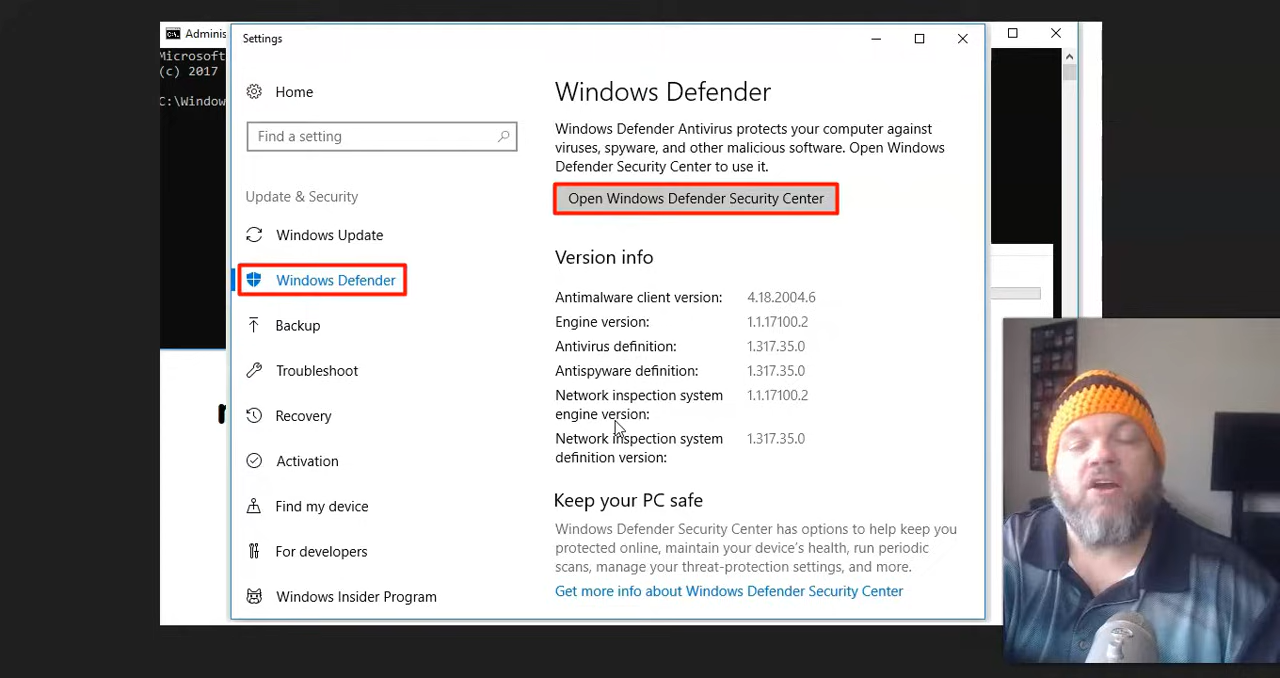 Adminis
Settings
Microsoft
(c) 2017
C:\Window
Home
Find a setting
Update & Security
Windows Update
Windows Defender
Backup
Troubleshoot
Recovery
Activation
Find my device
For developers
Windows Insider Program
Windows Defender
Windows Defender Antivirus protects your computer against
viruses, spyware, and other malicious software. Open Windows
Defender Security Center to use it.
Open Windows Defender Security Center
Version info
Antimalware client version: 4.18.2004.6
Engine version: 1.1.17100.2
Antivirus definition: 1.317.35.0
Antispyware definition: 1.317.35.0
Network inspection system 1.1.17100.2
engine version:
Network inspection system 1.317.35.0
definition version:
Keep your PC safe
Windows Defender Security Center has options to help keep you
protected online, maintain your device's health, run periodic
scans, manage your threat-protection settings, and more.
Get more info about Windows Defender Security Center